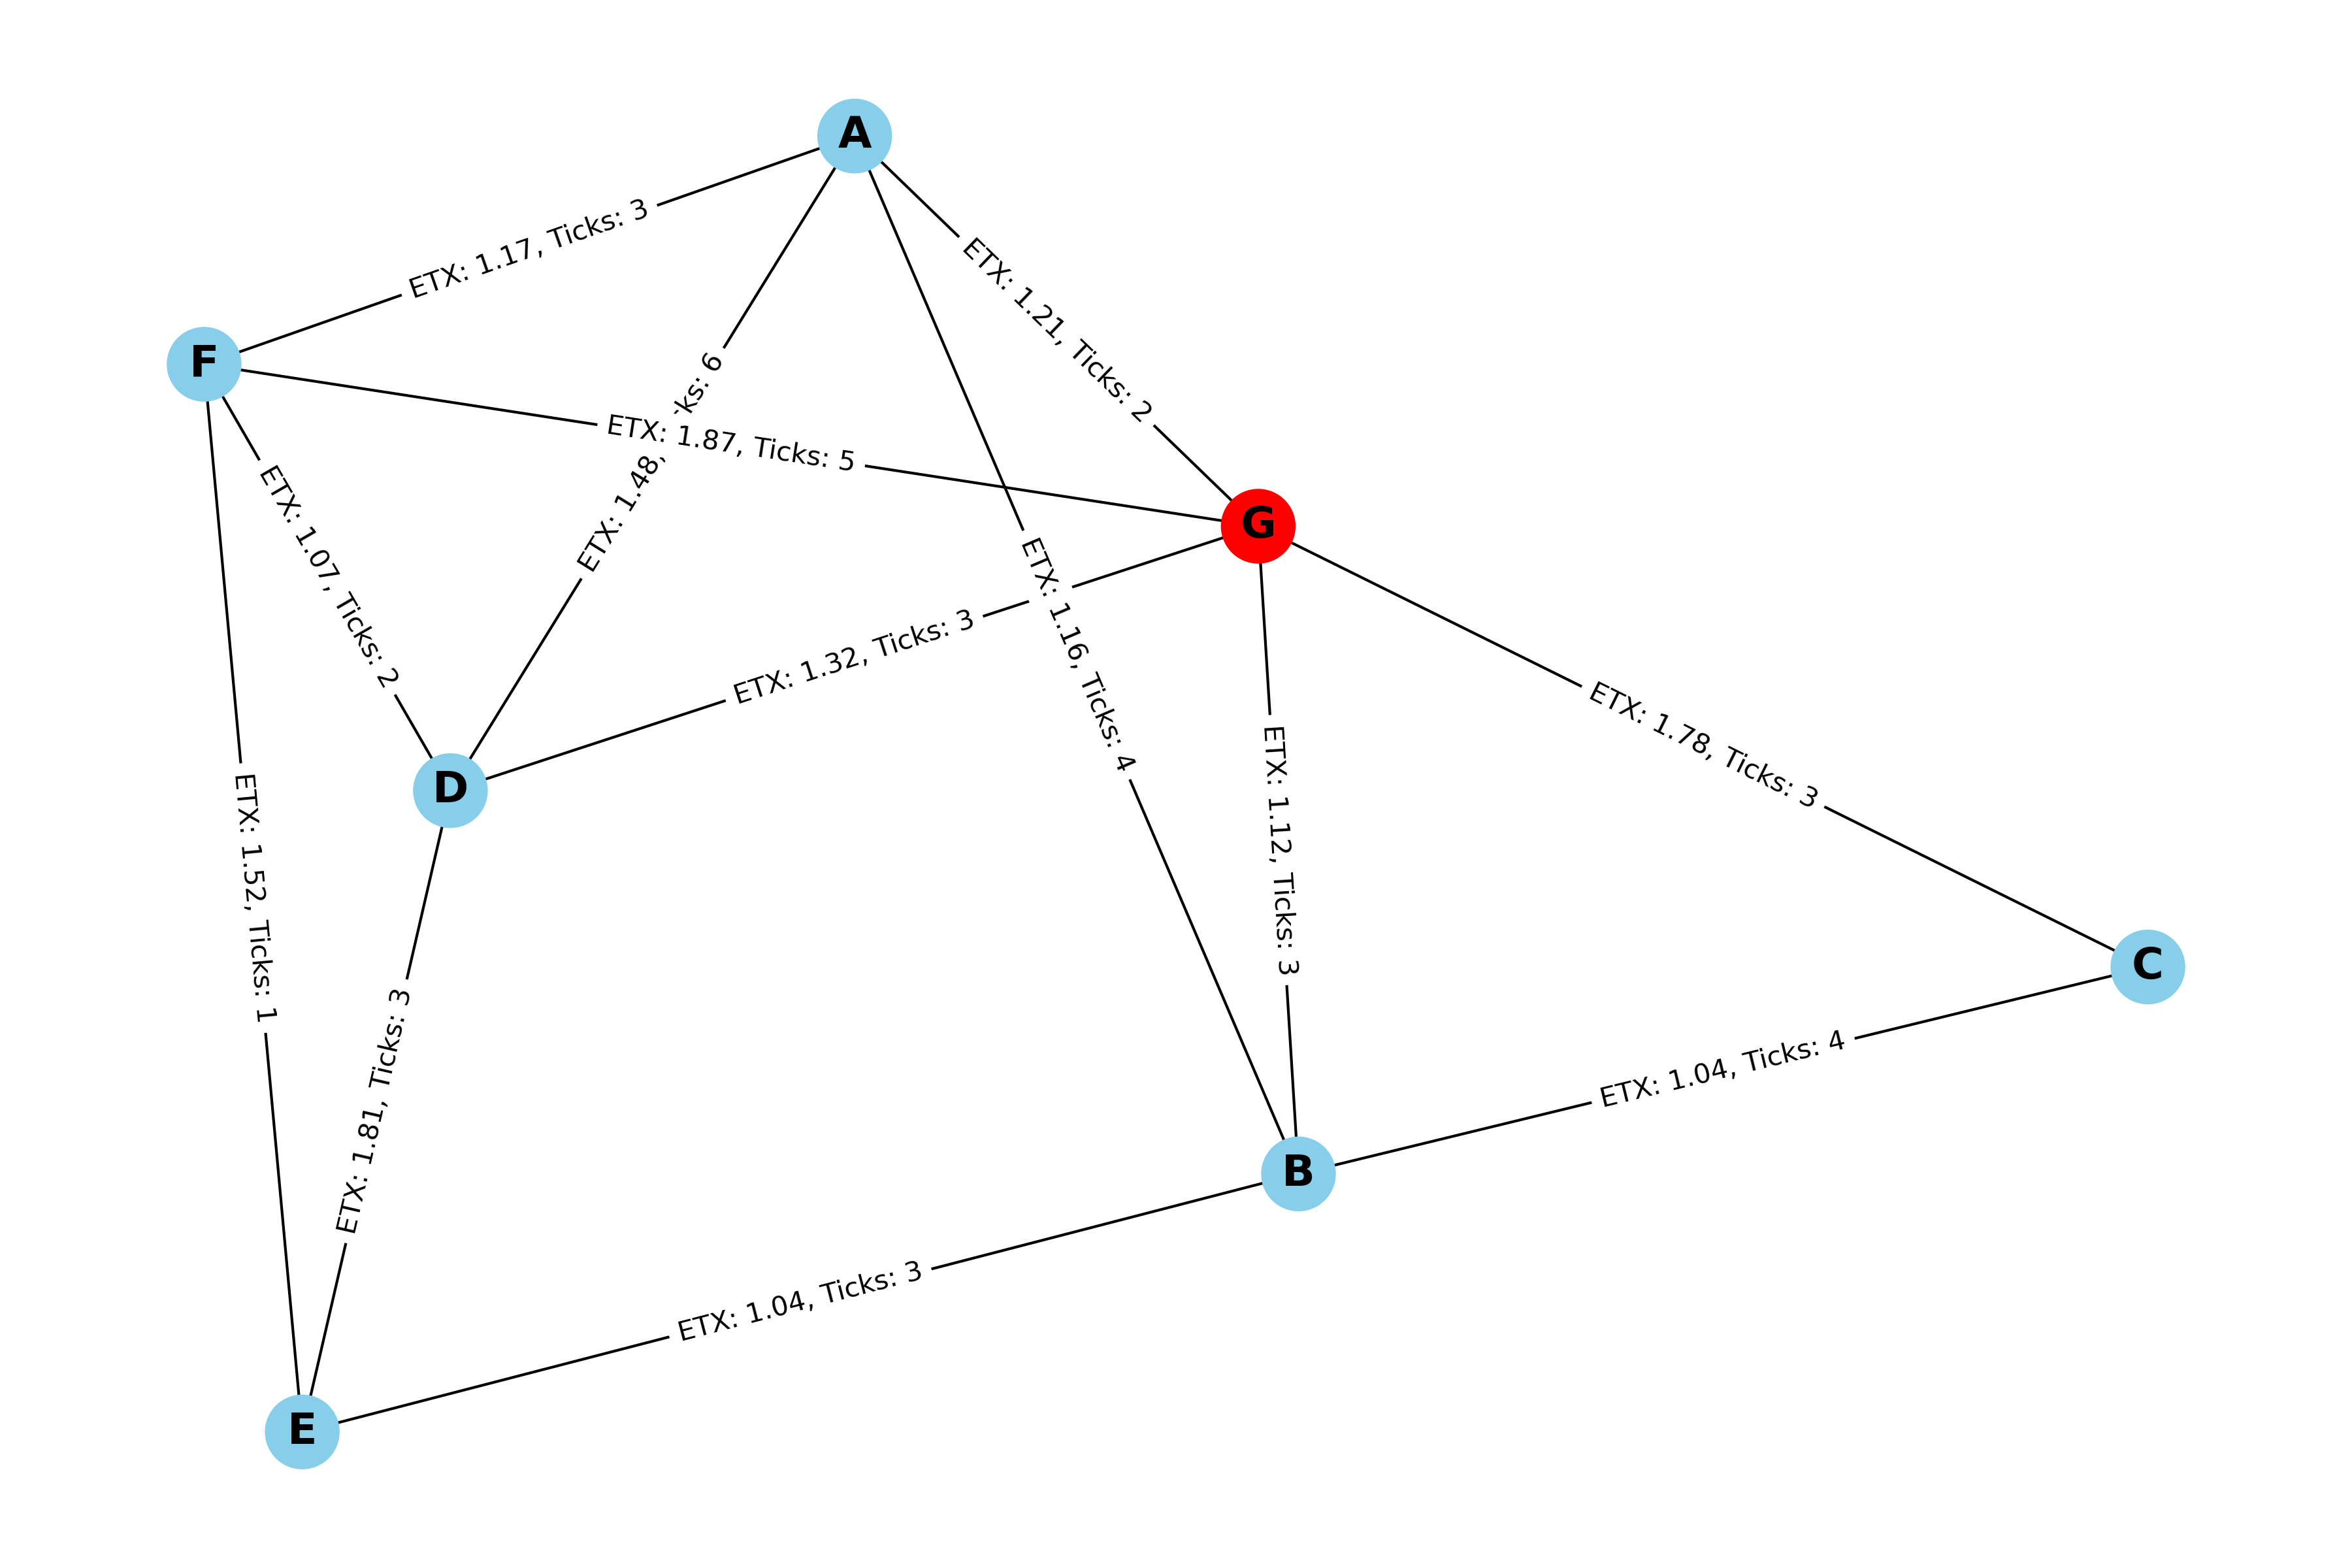 A
ETX: 1.17, Ticks: 3
ETX: 1.21, Ticks: 2
F
ETX: 1.48,
ks: 6
ETX: 1.87, Ticks: 5
G
ETX: 1.07, Ticks: 2
ETX: 1.16, Ticks: 4
ETX: 1.32, Ticks: 3
ETX: 1.78, Ticks: 3
D
ETX: 1.12, Ticks: 3
ETX: 1.52, Ticks: 1
C
ETX: 1.81, Ticks: 3
ETX: 1.04, Ticks: 4
B
ETX: 1.04, Ticks: 3
E